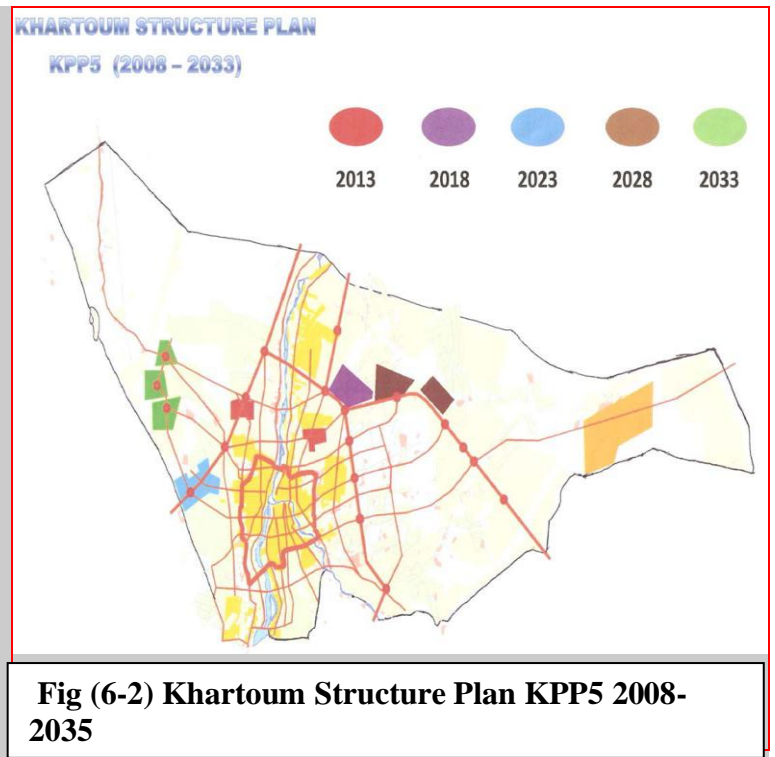 KHARTOUM STRUCTURE PLAN
KPP5 (2008 – 2033)
2013 2018 2023 2028 2033
Fig (6-2) Khartoum Structure Plan KPP5 2008-
2035